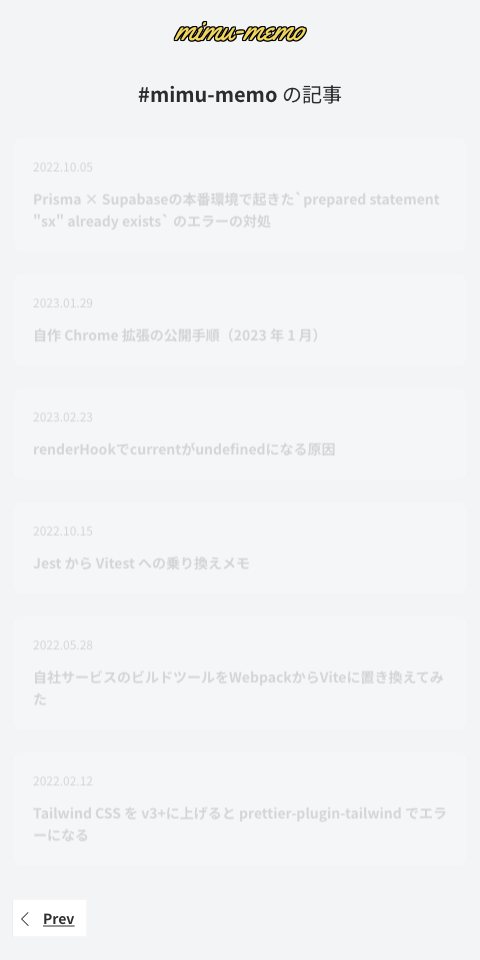 mimu-memo
#mimu-memo の記事
2022.10.05
Prisma × Supabaseの本番環境で起きた`prepared statement
"sx" already exists` のエラーの対処
2023.01.29
自作 Chrome 拡張の公開手順（2023 年 1 月）
2023.02.23
renderHookでcurrentがundefinedになる原因
2022.10.15
Jest から Vitest への乗り換えメモ
2022.05.28
自社サービスのビルドツールをWebpackからViteに置き換えてみ
た
2022.02.12
Tailwind CSS を v3+に上げると prettier-plugin-tailwind でエラ
ーになる
Prev